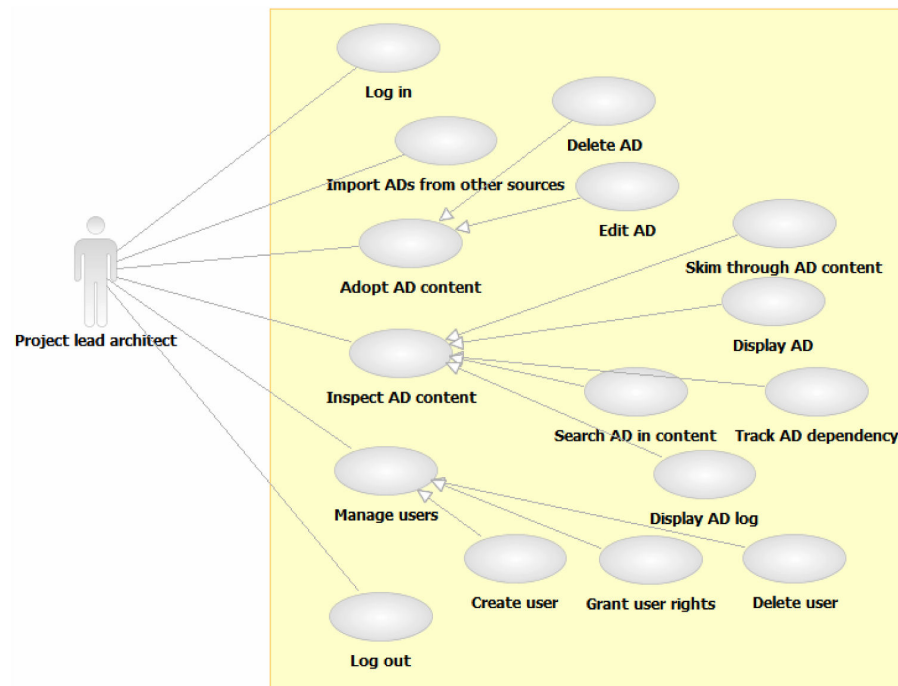 Log in
Delete AD
Import ADs from other sources
Edit AD
Skim through AD content
Adopt AD content
Project lead architect
Display AD
Inspect AD content
Search AD in content
Track AD dependency
Manage users
Display AD log
Create user
Grant user rights
Delete user
Log out